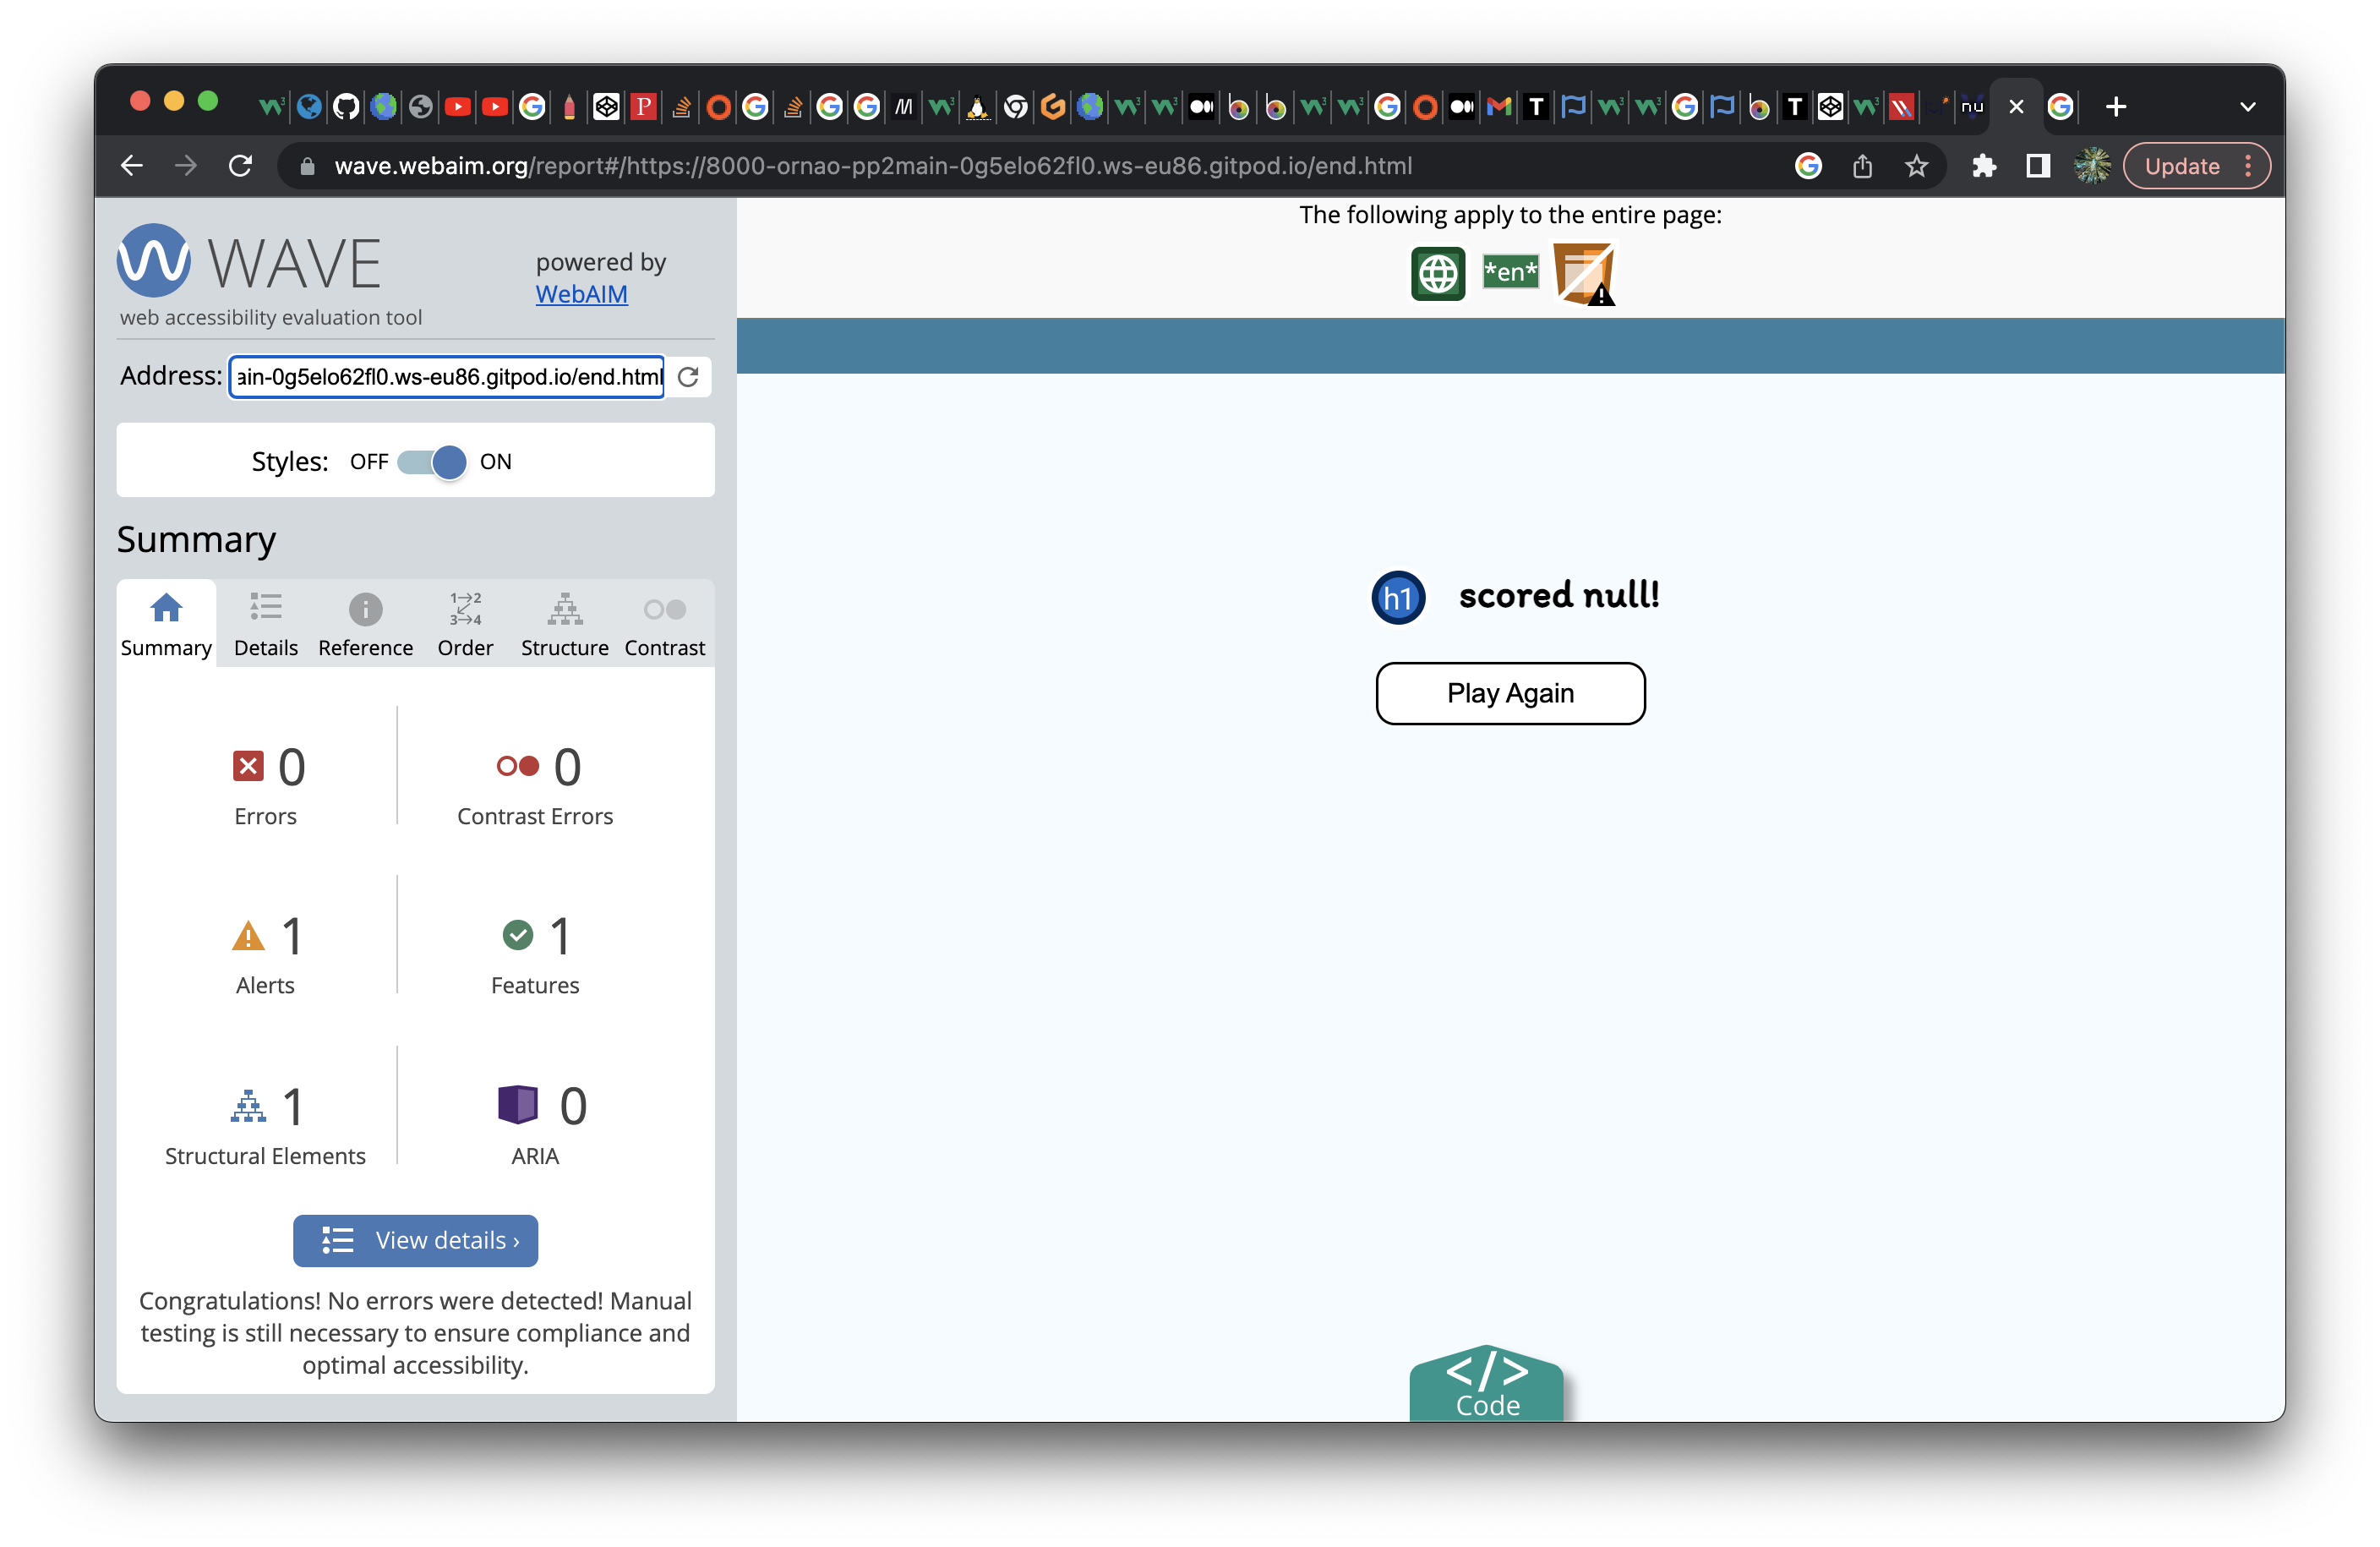 wave.webaim.org/report#/https://8000-ornao-pp2main-0g5elo62fl0.ws-eu86.gitpod.io/end.html
Update
WAVE
powered by
WebAIM
web accessibility evaluation tool
Address: ain-0g5elo62fl0.ws-eu86.gitpod.io/end.html
Styles: OFF ON
Summary
1→2
3→4
Summary Details Reference Order Structure Contrast
0 0
Errors Contrast Errors
1 1
Alerts Features
1 0
Structural Elements ARIA
View details ›
Congratulations! No errors were detected! Manual
testing is still necessary to ensure compliance and
optimal accessibility.
The following apply to the entire page:
*en*
h1 scored null!
Play Again
</>
Code